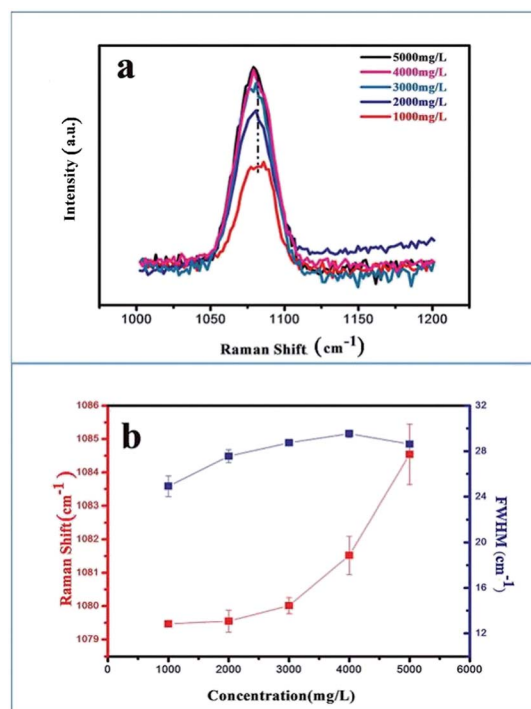 a
5000mg/L
4000mg/L
3000mg/L
2000mg/L
1000mg/L
Intensity (a.u.)
1000 1050 1100 1150 1200
Raman Shift (cm-1)
b
1086
1085
1084
1083
1082
1081
1080
1079
Raman Shift(cm-1)
32
28
24
20
16
12
FWHM (cm-1)
0 1000 2000 3000 4000 5000 6000
Concentration(mg/L)